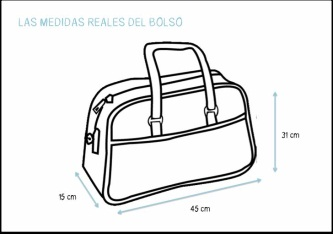 LAS MEDIDAS REALES DEL BOLSO
31 cm
15 cm
45 cm